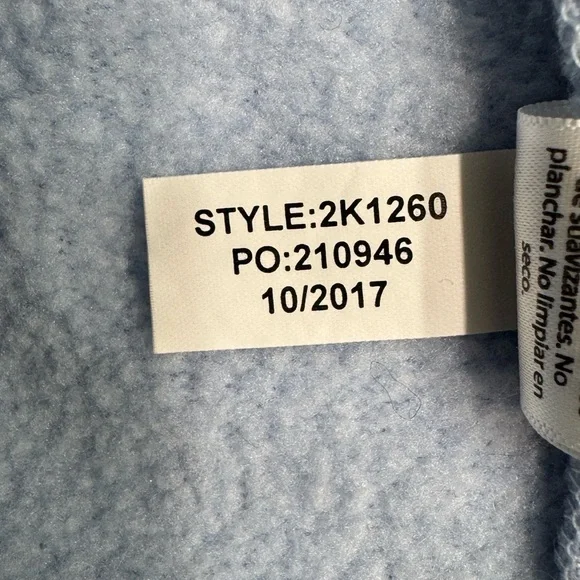 STYLE:2K1260
PO:210946
10/2017
suavizantes. No
planchar. No limpiar en
seco.